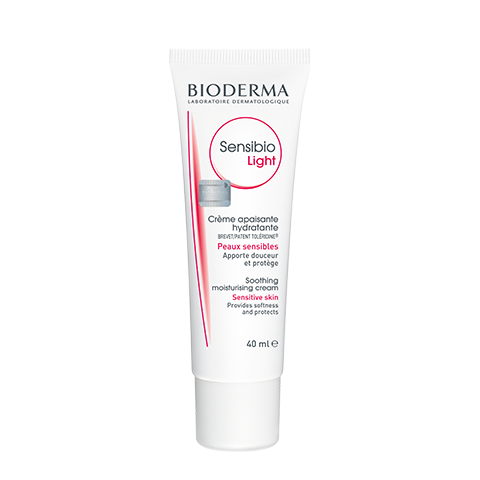 BIODERMA
LABORATOIRE DERMATOLOGIQUE
Sensibio
Light
Crème apaisante
hydratante
BREVET/PATENT TOLÉRIDINE®
Peaux sensibles
Apporte douceur
et protège
Soothing
moisturising cream
Sensitive skin
Provides softness
and protects
40 ml e